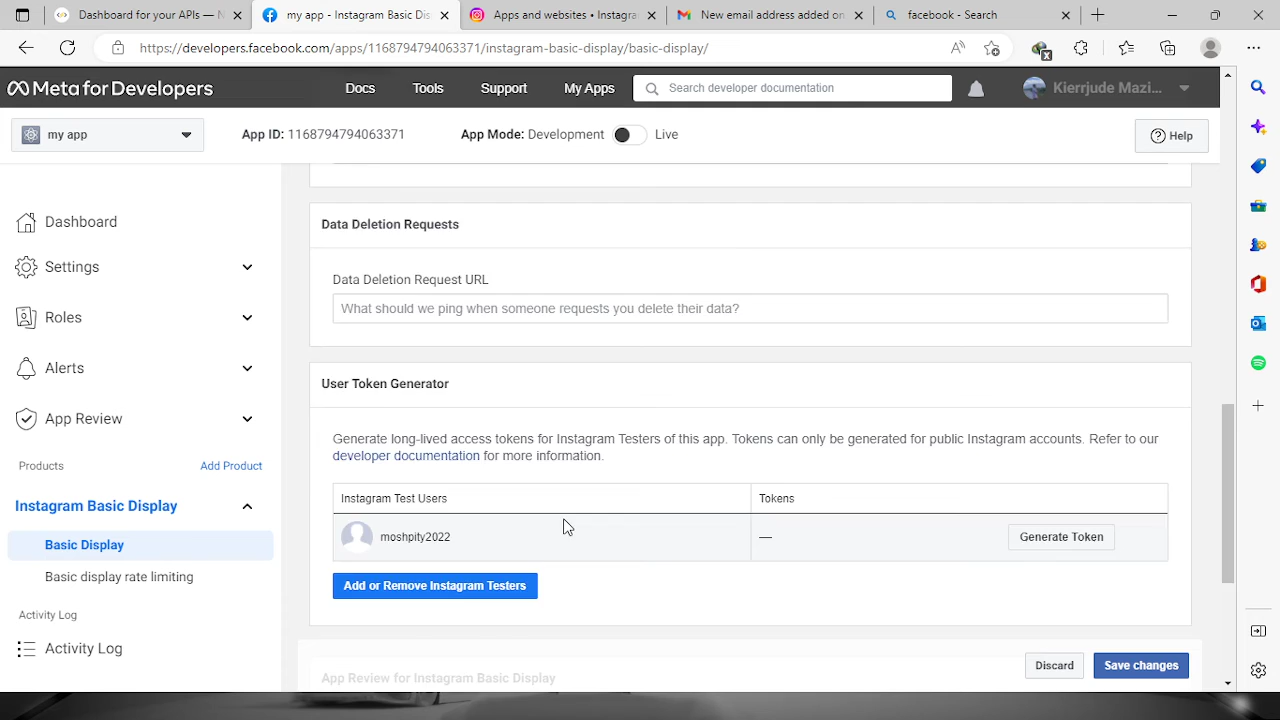 Dashboard for your APIs — N
my app - Instagram Basic Dis
Apps and websites • Instagra
New email address added on
facebook - Search
https://developers.facebook.com/apps/1168794794063371/instagram-basic-display/basic-display/
Meta for Developers
Docs
Tools
Support
My Apps
Search developer documentation
Kierrjude Mazi...
my app
App ID: 1168794794063371
App Mode: Development
Live
Help
Dashboard
Settings
Roles
Alerts
App Review
Products
Add Product
Instagram Basic Display
Basic Display
Basic display rate limiting
Activity Log
Activity Log
Data Deletion Requests
Data Deletion Request URL
What should we ping when someone requests you delete their data?
User Token Generator
Generate long-lived access tokens for Instagram Testers of this app. Tokens can only be generated for public Instagram accounts. Refer to our
developer documentation for more information.
Instagram Test Users
Tokens
moshpity2022
—
Generate Token
Add or Remove Instagram Testers
Discard
Save changes
App Review for Instagram Basic Display